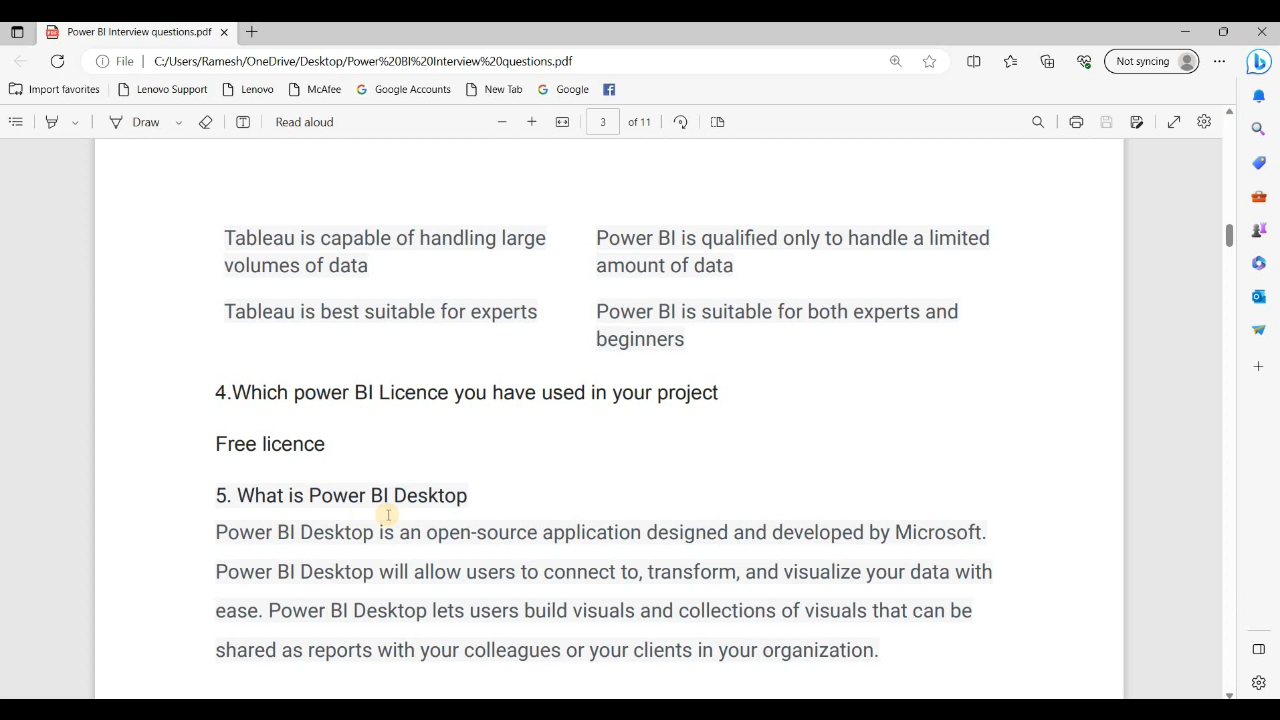 Power BI Interview questions.pdf
File
C:/Users/Ramesh/OneDrive/Desktop/Power%20BI%20Interview%20questions.pdf
Not syncing
Import favorites
Lenovo Support
Lenovo
McAfee
Google Accounts
New Tab
Google
Draw
Read aloud
3
of 11
Tableau is capable of handling large
volumes of data
Power BI is qualified only to handle a limited
amount of data
Tableau is best suitable for experts
Power BI is suitable for both experts and
beginners
4.Which power BI Licence you have used in your project
Free licence
5. What is Power BI Desktop
Power BI Desktop is an open-source application designed and developed by Microsoft.
Power BI Desktop will allow users to connect to, transform, and visualize your data with
ease. Power BI Desktop lets users build visuals and collections of visuals that can be
shared as reports with your colleagues or your clients in your organization.